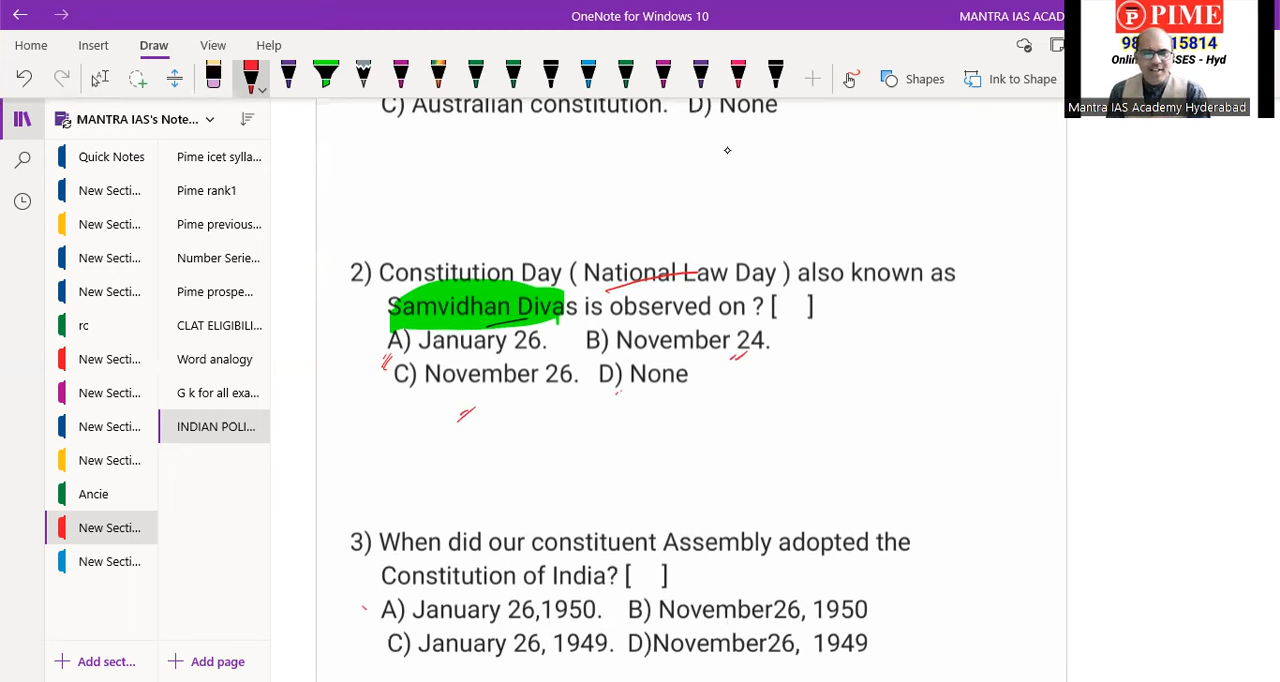 OneNote for Windows 10
MANTRA IAS ACAD
PIME
15814
Home
Insert
Draw
View
Help
Shapes
Ink to Shape
Mantra IAS Academy Hyderabad
MANTRA IAS's Note...
Quick Notes
New Secti...
New Secti...
New Secti...
New Secti...
rc
New Secti...
New Secti...
New Secti...
New Secti...
Ancie
New Secti...
New Secti...
Add sect...
Pime icet sylla...
Pime rank1
Pime previous...
Number Serie...
Pime prospe...
CLAT ELIGIBILI...
Word analogy
G k for all exa...
INDIAN POLI...
Add page
C) Australian constitution. D) None
2) Constitution Day ( National Law Day ) also known as
Samvidhan Divas is observed on ? [ ]
A) January 26. B) November 24.
C) November 26. D) None
3) When did our constituent Assembly adopted the
Constitution of India? [ ]
A) January 26,1950. B) November26, 1950
C) January 26, 1949. D)November26, 1949